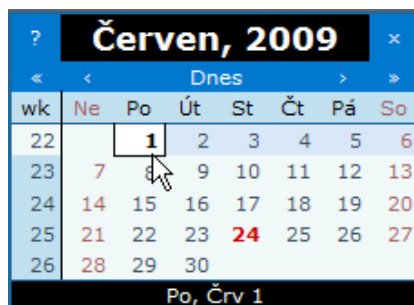 ? Červen, 2009 ×
« ‹ Dnes › »
wk Ne Po Út St Čt Pá So
22 1 2 3 4 5 6
23 7 8 9 10 11 12 13
24 14 15 16 17 18 19 20
25 21 22 23 24 25 26 27
26 28 29 30
Po, Črv 1